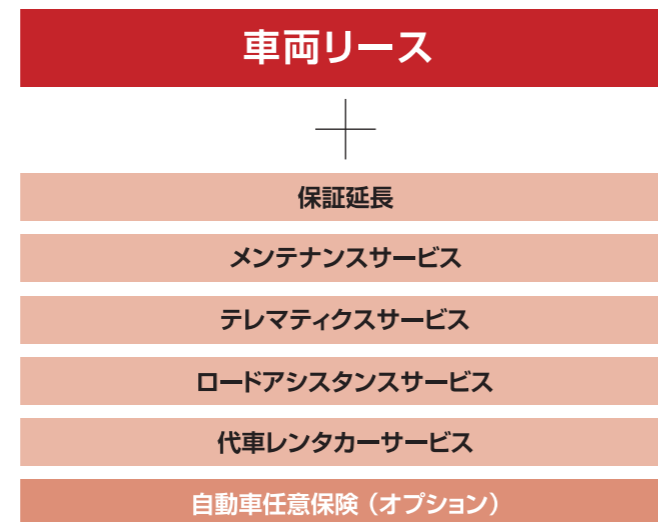 車両リース
保証延長
メンテナンスサービス
テレマティクスサービス
ロードアシスタンスサービス
代車レンタカーサービス
自動車任意保険（オプション）